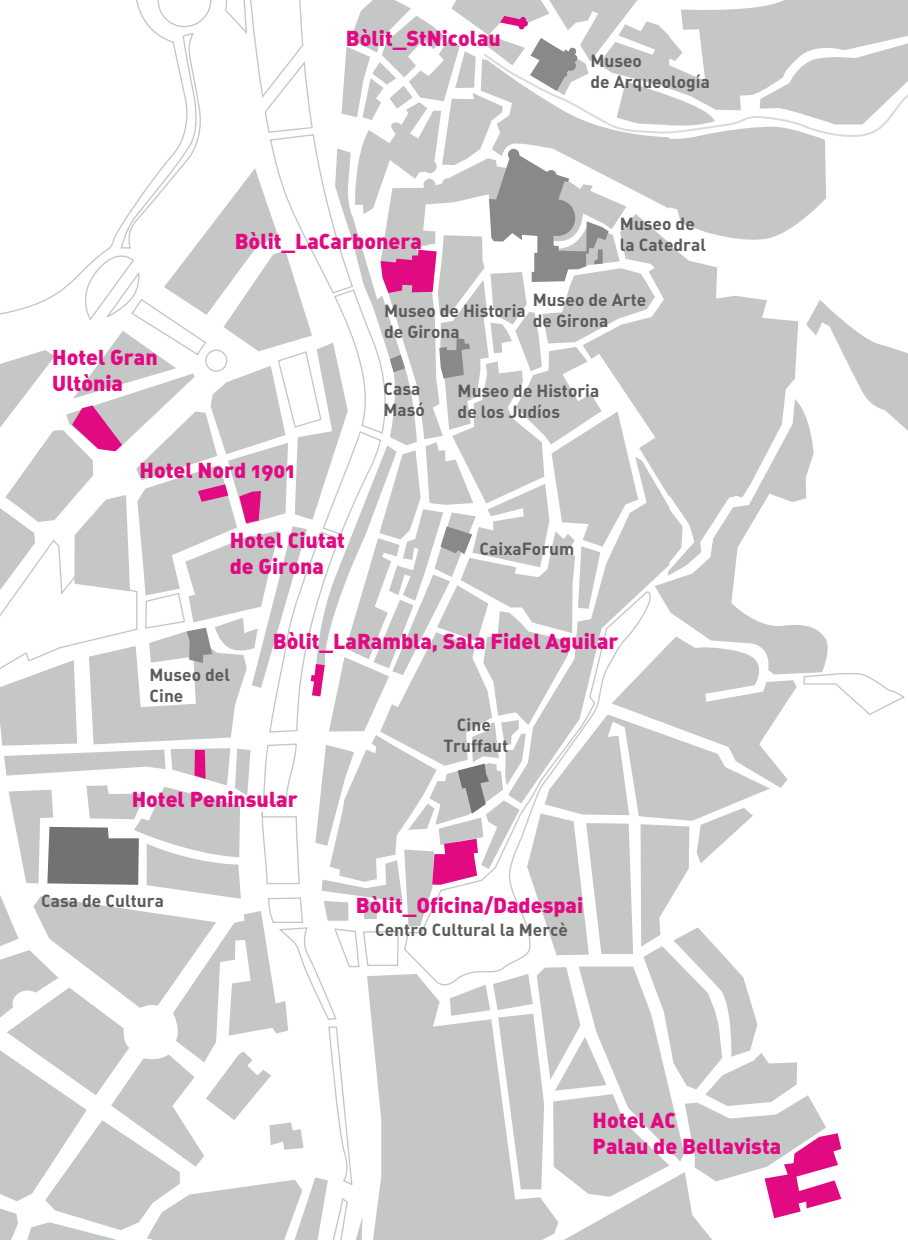 Bòlit_StNicolau
Museo
de Arqueología
Museo de
la Catedral
Bòlit_LaCarbonera
Museo de Arte
de Girona
Museo de Historia
de Girona
Hotel Gran
Ultònia
Casa
Masó
Museo de Historia
de los Judíos
Hotel Nord 1901
Hotel Ciutat
de Girona
CaixaForum
Bòlit_LaRambla, Sala Fidel Aguilar
Museo del
Cine
Cine
Truffaut
Hotel Peninsular
Casa de Cultura
Bòlit_Oficina/Dadespai
Centro Cultural la Mercè
Hotel AC
Palau de Bellavista